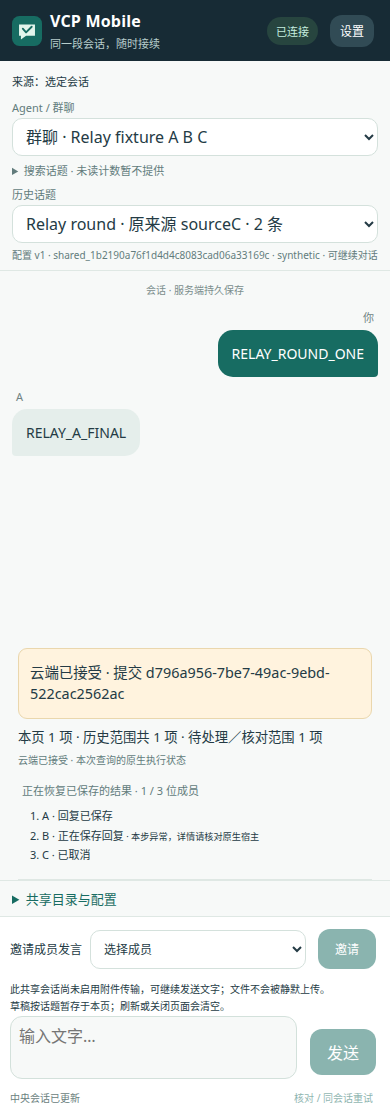 VCP Mobile
同一段会话，随时接续
已连接
设置
来源：选定会话
Agent / 群聊
群聊 · Relay fixture A B C
▶ 搜索话题 · 未读计数暂不提供
历史话题
Relay round · 原来源 sourceC · 2 条
配置 v1 · shared_1b2190a76f1d4d4c8083cad06a33169c · synthetic · 可继续对话
会话 · 服务端持久保存
你
RELAY_ROUND_ONE
A
RELAY_A_FINAL
云端已接受 · 提交 d796a956-7be7-49ac-9ebd-
522cac2562ac
本页 1 项 · 历史范围共 1 项 · 待处理／核对范围 1 项
云端已接受 · 本次查询的原生执行状态
正在恢复已保存的结果 · 1 / 3 位成员
1. A · 回复已保存
2. B · 正在保存回复 · 本步异常，详情请核对原生宿主
3. C · 已取消
▶ 共享目录与配置
邀请成员发言
选择成员
邀请
此共享会话尚未启用附件传输，可继续发送文字；文件不会被静默上传。
草稿按话题暂存于本页；刷新或关闭页面会清空。
输入文字…
发送
中央会话已更新
核对 / 同会话重试